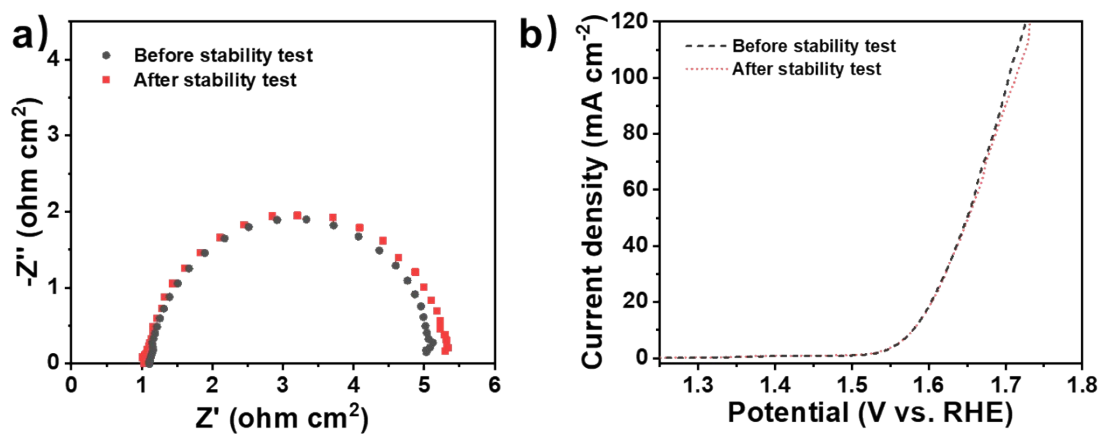 a)
Before stability test
After stability test
-Z'' (ohm cm²)
4
3
2
1
0
0 1 2 3 4 5 6
Z' (ohm cm²)
b)
Before stability test
After stability test
Current density (mA cm⁻²)
120
100
80
60
40
20
0
1.3 1.4 1.5 1.6 1.7 1.8
Potential (V vs. RHE)